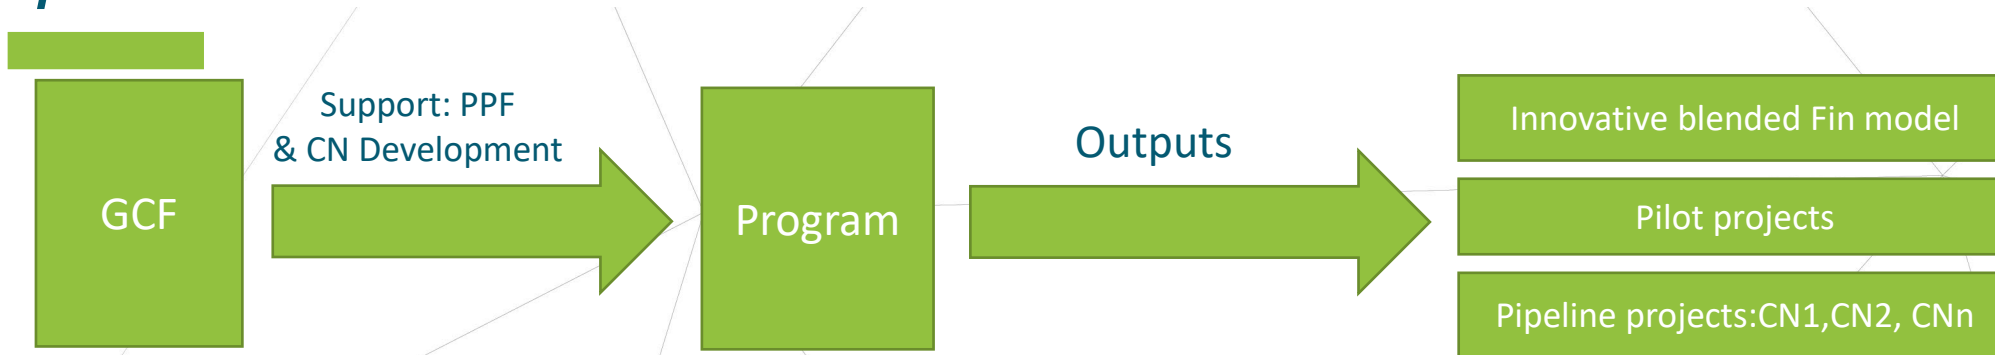 GCF
Support: PPF
& CN Development
Program
Outputs
Innovative blended Fin model
Pilot projects
Pipeline projects:CN1,CN2, CNn